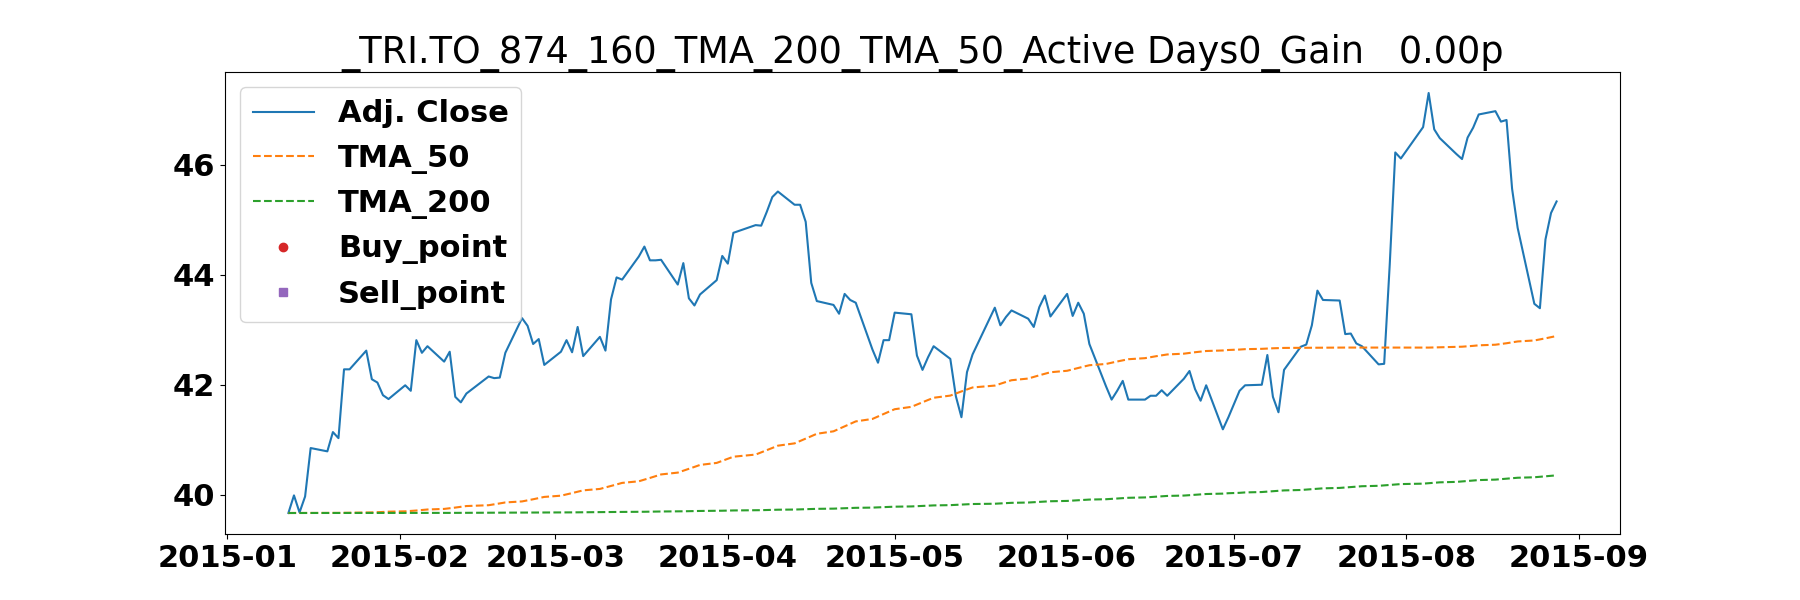 _TRI.TO_874_160_TMA_200_TMA_50_Active Days0_Gain   0.00p
Adj. Close
TMA_50
TMA_200
Buy_point
Sell_point
46
44
42
40
2015-01 2015-02 2015-03 2015-04 2015-05 2015-06 2015-07 2015-08 2015-09